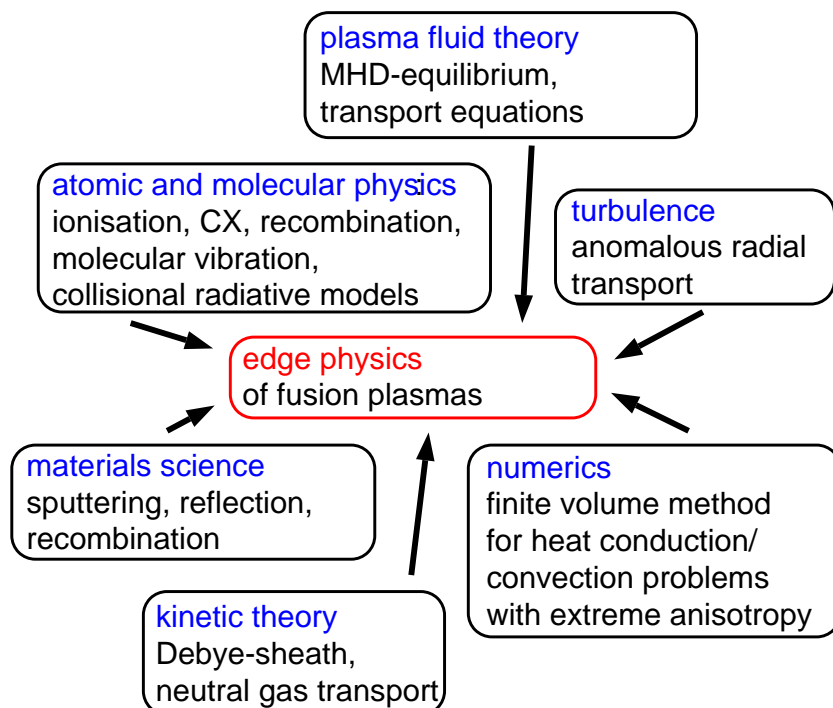 plasma fluid theory
MHD-equilibrium,
transport equations
atomic and molecular physics
ionisation, CX, recombination,
molecular vibration,
collisional radiative models
turbulence
anomalous radial
transport
edge physics
of fusion plasmas
materials science
sputtering, reflection,
recombination
numerics
finite volume method
for heat conduction/
convection problems
with extreme anisotropy
kinetic theory
Debye-sheath,
neutral gas transport